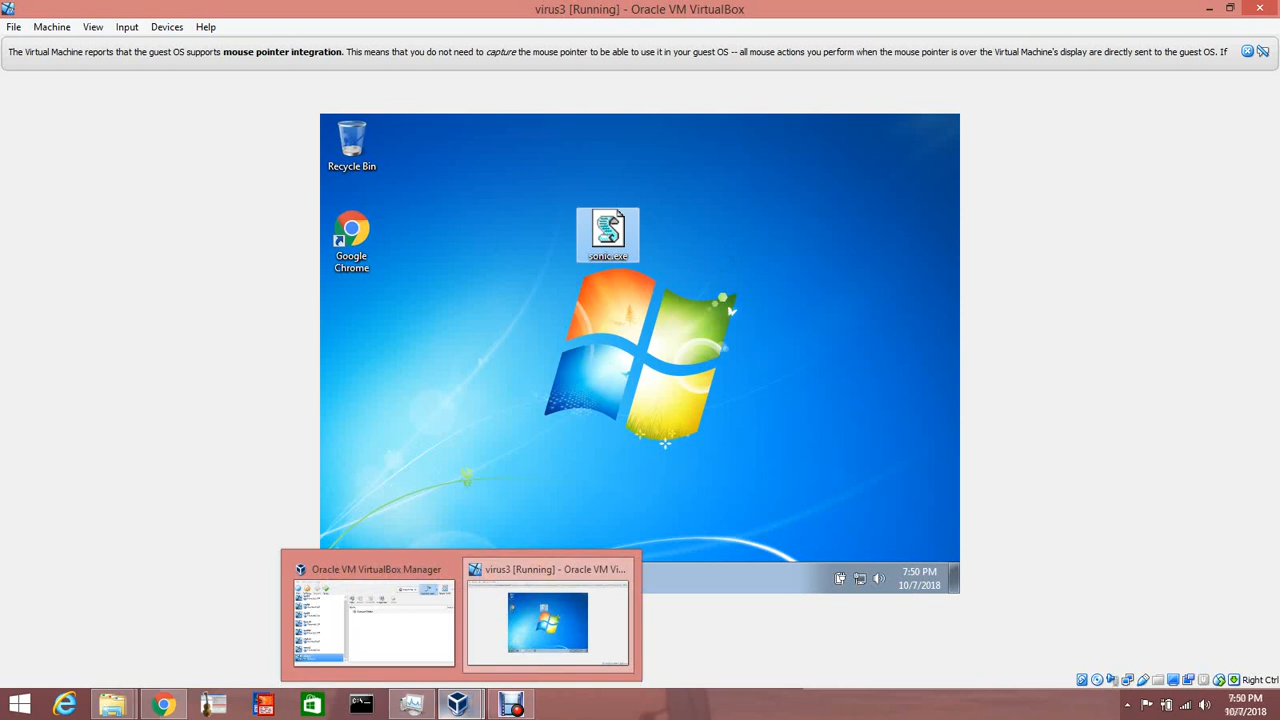 virus3 [Running] - Oracle VM VirtualBox
File Machine View Input Devices Help
The Virtual Machine reports that the guest OS supports mouse pointer integration. This means that you do not need to capture the mouse pointer to be able to use it in your guest OS -- all mouse actions you perform when the mouse pointer is over the Virtual Machine's display are directly sent to the guest OS. If
Recycle Bin
Google
Chrome
sonic.exe
7:50 PM
10/7/2018
Oracle VM VirtualBox Manager
virus3 [Running] - Oracle VM Vi...
Right Ctrl
7:50 PM
10/7/2018